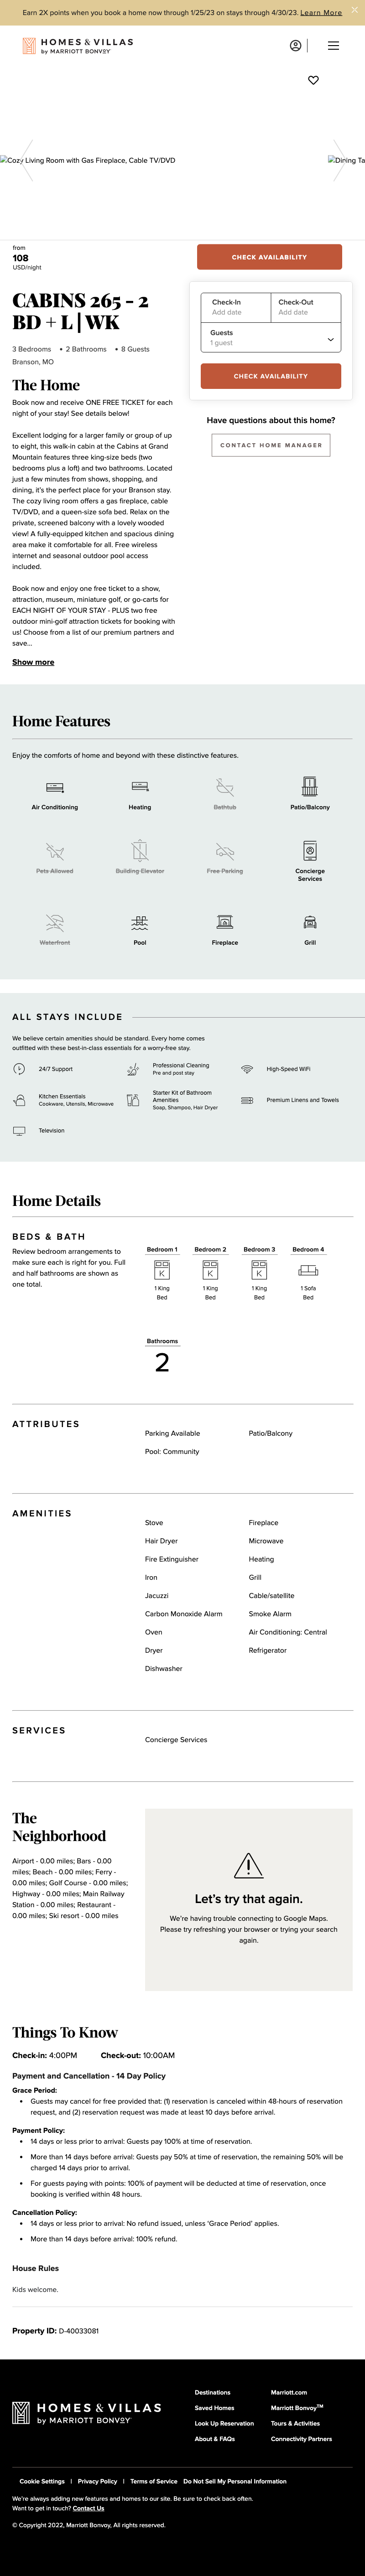 Earn 2X points when you book a home now through 1/25/23 on stays through 4/30/23. Learn More
HOMES & VILLAS
by MARRIOTT BONVOY
Cozy Living Room with Gas Fireplace, Cable TV/DVD
Dining Ta
from
108
USD/night
CHECK AVAILABILITY
CABINS 265 - 2
BD + L | WK
3 Bedrooms • 2 Bathrooms • 8 Guests
Branson, MO
Check-In
Add date
Check-Out
Add date
Guests
1 guest
CHECK AVAILABILITY
Have questions about this home?
CONTACT HOME MANAGER
The Home
Book now and receive ONE FREE TICKET for each
night of your stay! See details below!
Excellent lodging for a larger family or group of up
to eight, this walk-in cabin at the Cabins at Grand
Mountain features three king-size beds (two
bedrooms plus a loft) and two bathrooms. Located
just a few minutes from shows, shopping, and
dining, it's the perfect place for your Branson stay.
The cozy living room offers a gas fireplace, cable
TV/DVD, and a queen-size sofa bed. Relax on the
private, screened balcony with a lovely wooded
view! A fully-equipped kitchen and spacious dining
area make it comfortable for all. Free wireless
internet and seasonal outdoor pool access
included.
Book now and enjoy one free ticket to a show,
attraction, museum, miniature golf, or go-carts for
EACH NIGHT OF YOUR STAY - PLUS two free
outdoor mini-golf attraction tickets for booking with
us! Choose from a list of our premium partners and
save...
Show more
Home Features
Enjoy the comforts of home and beyond with these distinctive features.
Air Conditioning
Heating
Bathtub
Patio/Balcony
Pets Allowed
Building Elevator
Free Parking
Concierge
Services
Waterfront
Pool
Fireplace
Grill
ALL STAYS INCLUDE
We believe certain amenities should be standard. Every home comes
outfitted with these best-in-class essentials for a worry-free stay.
24/7 Support
Professional Cleaning
Pre and post stay
High-Speed WiFi
Kitchen Essentials
Cookware, Utensils, Microwave
Starter Kit of Bathroom
Amenities
Soap, Shampoo, Hair Dryer
Premium Linens and Towels
Television
Home Details
BEDS & BATH
Review bedroom arrangements to
make sure each is right for you. Full
and half bathrooms are shown as
one total.
Bedroom 1
K
1 King
Bed
Bedroom 2
K
1 King
Bed
Bedroom 3
K
1 King
Bed
Bedroom 4
1 Sofa
Bed
Bathrooms
2
ATTRIBUTES
Parking Available
Patio/Balcony
Pool: Community
AMENITIES
Stove
Fireplace
Hair Dryer
Microwave
Fire Extinguisher
Heating
Iron
Grill
Jacuzzi
Cable/satellite
Carbon Monoxide Alarm
Smoke Alarm
Oven
Air Conditioning: Central
Dryer
Refrigerator
Dishwasher
SERVICES
Concierge Services
The
Neighborhood
Airport - 0.00 miles; Bars - 0.00
miles; Beach - 0.00 miles; Ferry -
0.00 miles; Golf Course - 0.00 miles;
Highway - 0.00 miles; Main Railway
Station - 0.00 miles; Restaurant -
0.00 miles; Ski resort - 0.00 miles
Let's try that again.
We're having trouble connecting to Google Maps.
Please try refreshing your browser or trying your search
again.
Things To Know
Check-in: 4:00PM Check-out: 10:00AM
Payment and Cancellation - 14 Day Policy
Grace Period:
• Guests may cancel for free provided that: (1) reservation is canceled within 48-hours of reservation
request, and (2) reservation request was made at least 10 days before arrival.
Payment Policy:
• 14 days or less prior to arrival: Guests pay 100% at time of reservation.
• More than 14 days before arrival: Guests pay 50% at time of reservation, the remaining 50% will be
charged 14 days prior to arrival.
• For guests paying with points: 100% of payment will be deducted at time of reservation, once
booking is verified within 48 hours.
Cancellation Policy:
• 14 days or less prior to arrival: No refund issued, unless 'Grace Period' applies.
• More than 14 days before arrival: 100% refund.
House Rules
Kids welcome.
Property ID: D-40033081
HOMES & VILLAS
by MARRIOTT BONVOY
Destinations
Saved Homes
Look Up Reservation
About & FAQs
Marriott.com
Marriott Bonvoy™
Tours & Activities
Connectivity Partners
Cookie Settings | Privacy Policy | Terms of Service Do Not Sell My Personal Information
We're always adding new features and homes to our site. Be sure to check back often.
Want to get in touch? Contact Us
© Copyright 2022, Marriott Bonvoy, All rights reserved.